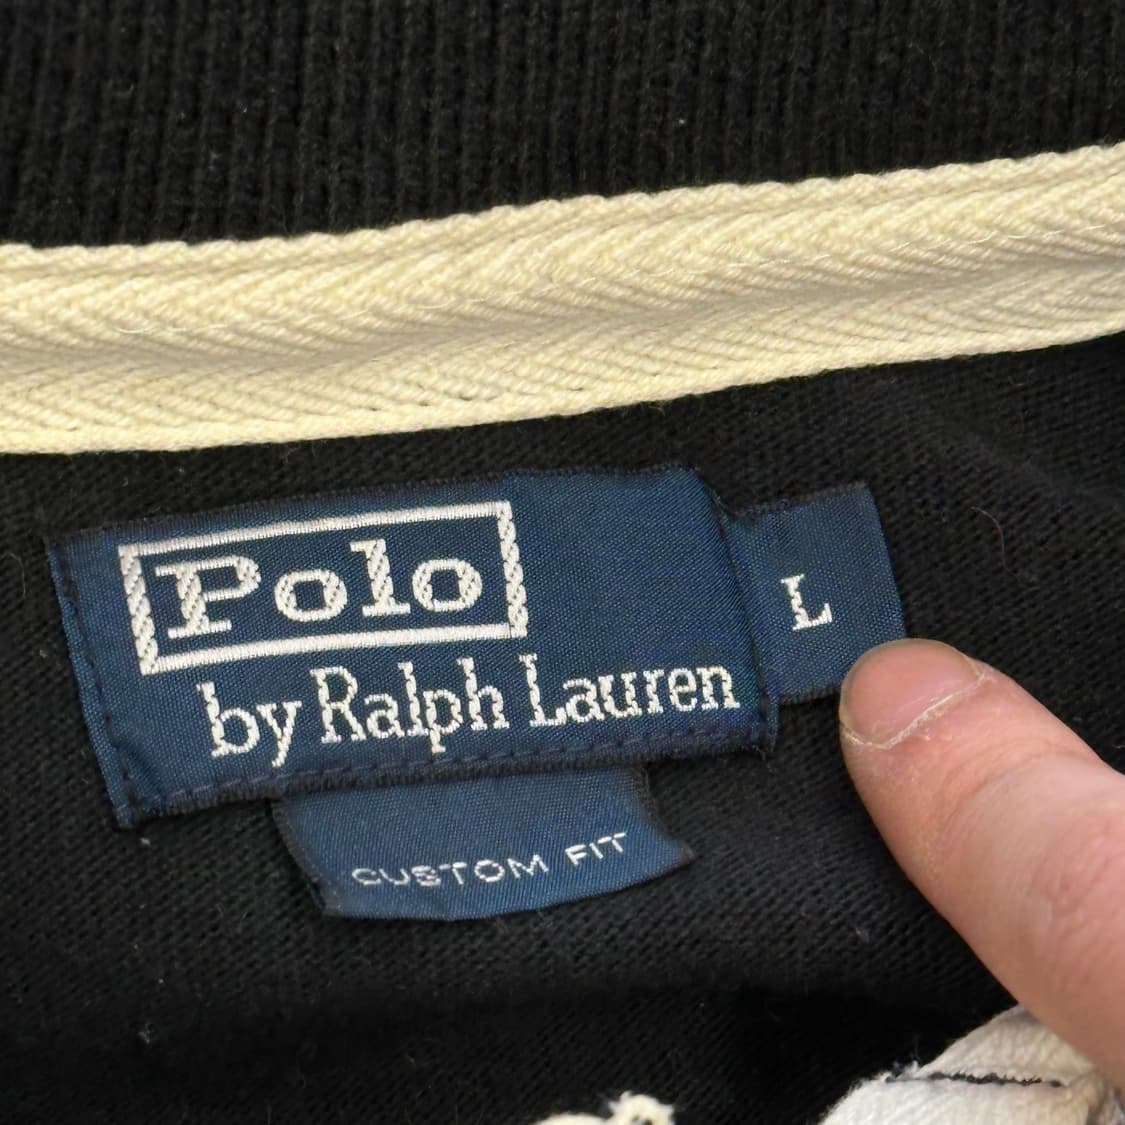 Polo
by Ralph Lauren
L
CUSTOM FIT